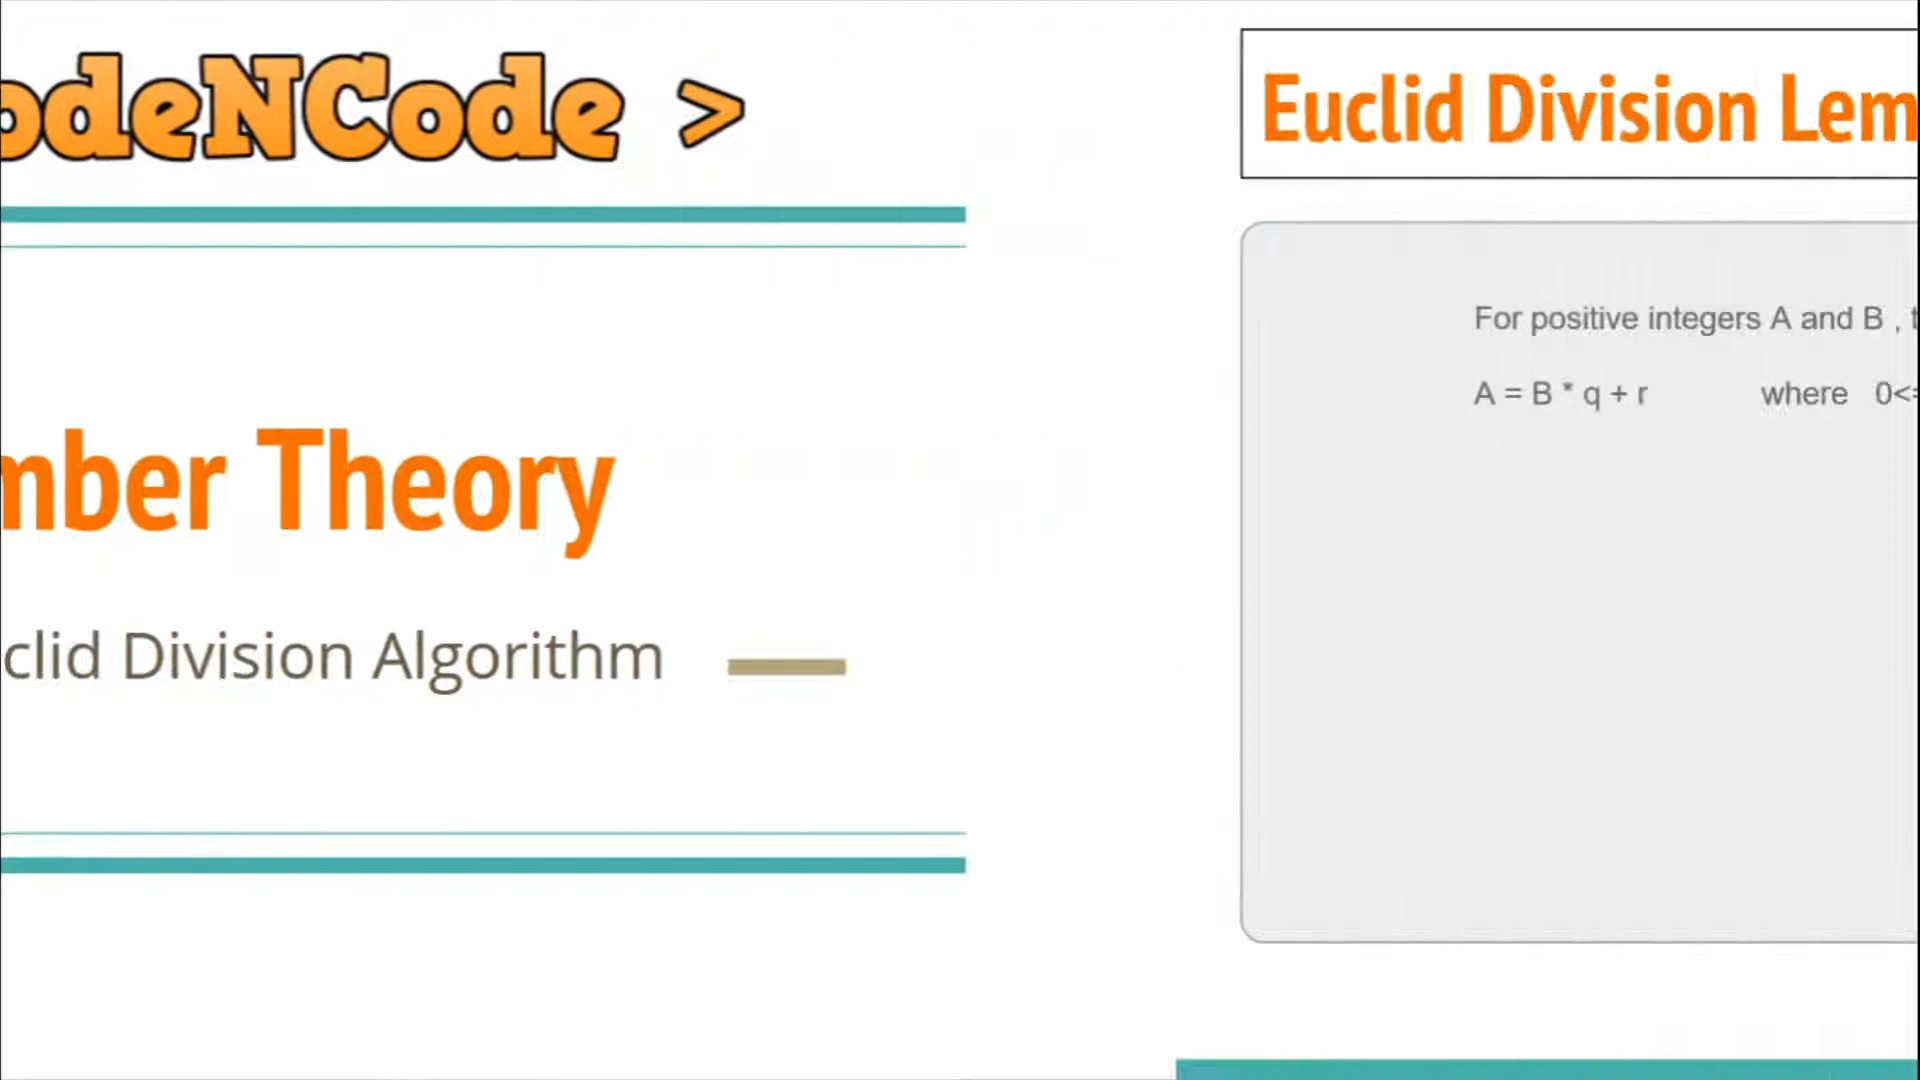 odeNCode >
mber Theory
clid Division Algorithm
Euclid Division Lem
For positive integers A and B , t
A = B * q + r where 0<=